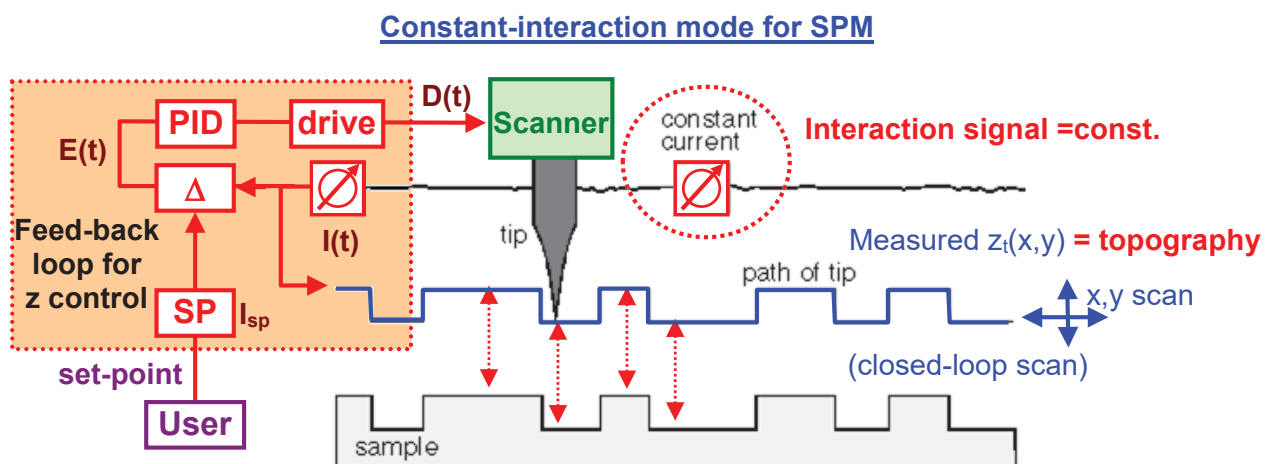 Constant-interaction mode for SPM
D(t)
PID
drive
Scanner
constant
current
Interaction signal =const.
E(t)
Δ
I(t)
tip
Feed-back
loop for
z control
Measured zt(x,y) = topography
path of tip
x,y scan
SP
Isp
(closed-loop scan)
set-point
User
sample